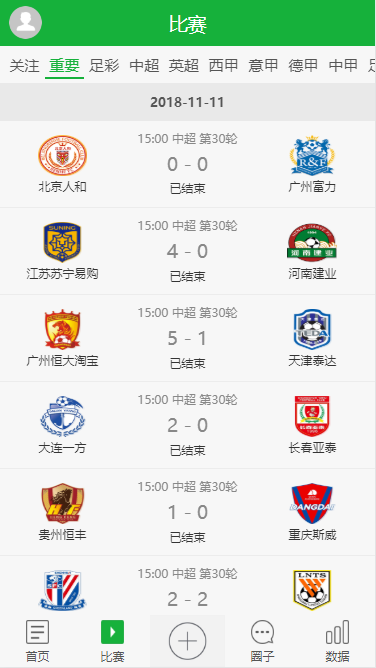 比赛
关注 重要 足彩 中超 英超 西甲 意甲 德甲 中甲
2018-11-11
15:00 中超 第30轮
北京人和 0 - 0 广州富力
已结束
SUNING
15:00 中超 第30轮
江苏苏宁易购 4 - 0 河南建业
已结束
15:00 中超 第30轮
广州恒大淘宝 5 - 1 天津泰达
已结束
15:00 中超 第30轮
大连一方 2 - 0 长春亚泰
已结束
15:00 中超 第30轮
贵州恒丰 1 - 0 重庆斯威
已结束
15:00 中超 第30轮
2 - 2
LNTS
首页 比赛 圈子 数据